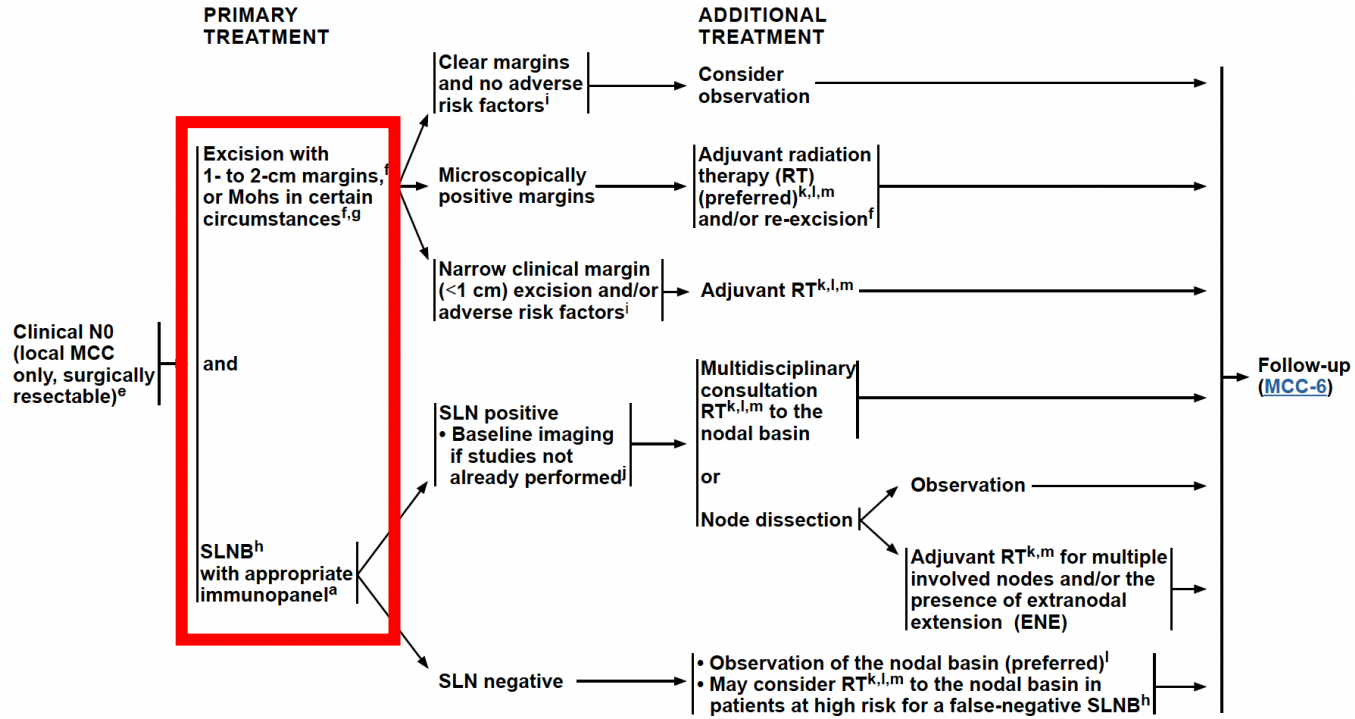 PRIMARY
TREATMENT
ADDITIONAL
TREATMENT
Clinical N0
(local MCC
only, surgically
resectable)e
Excision with
1- to 2-cm margins,f
or Mohs in certain
circumstancesf,g
and
SLNBh
with appropriate
immunopanela
Clear margins
and no adverse
risk factorsi
Consider
observation
Microscopically
positive margins
Adjuvant radiation
therapy (RT)
(preferred)k,l,m
and/or re-excisionf
Narrow clinical margin
(<1 cm) excision and/or
adverse risk factorsi
Adjuvant RTk,l,m
SLN positive
• Baseline imaging
if studies not
already performedj
Multidisciplinary
consultation
RTk,l,m to the
nodal basin
or
Node dissection
Observation
Adjuvant RTk,m for multiple
involved nodes and/or the
presence of extranodal
extension (ENE)
SLN negative
• Observation of the nodal basin (preferred)l
• May consider RTk,l,m to the nodal basin in
patients at high risk for a false-negative SLNBh
Follow-up
(MCC-6)